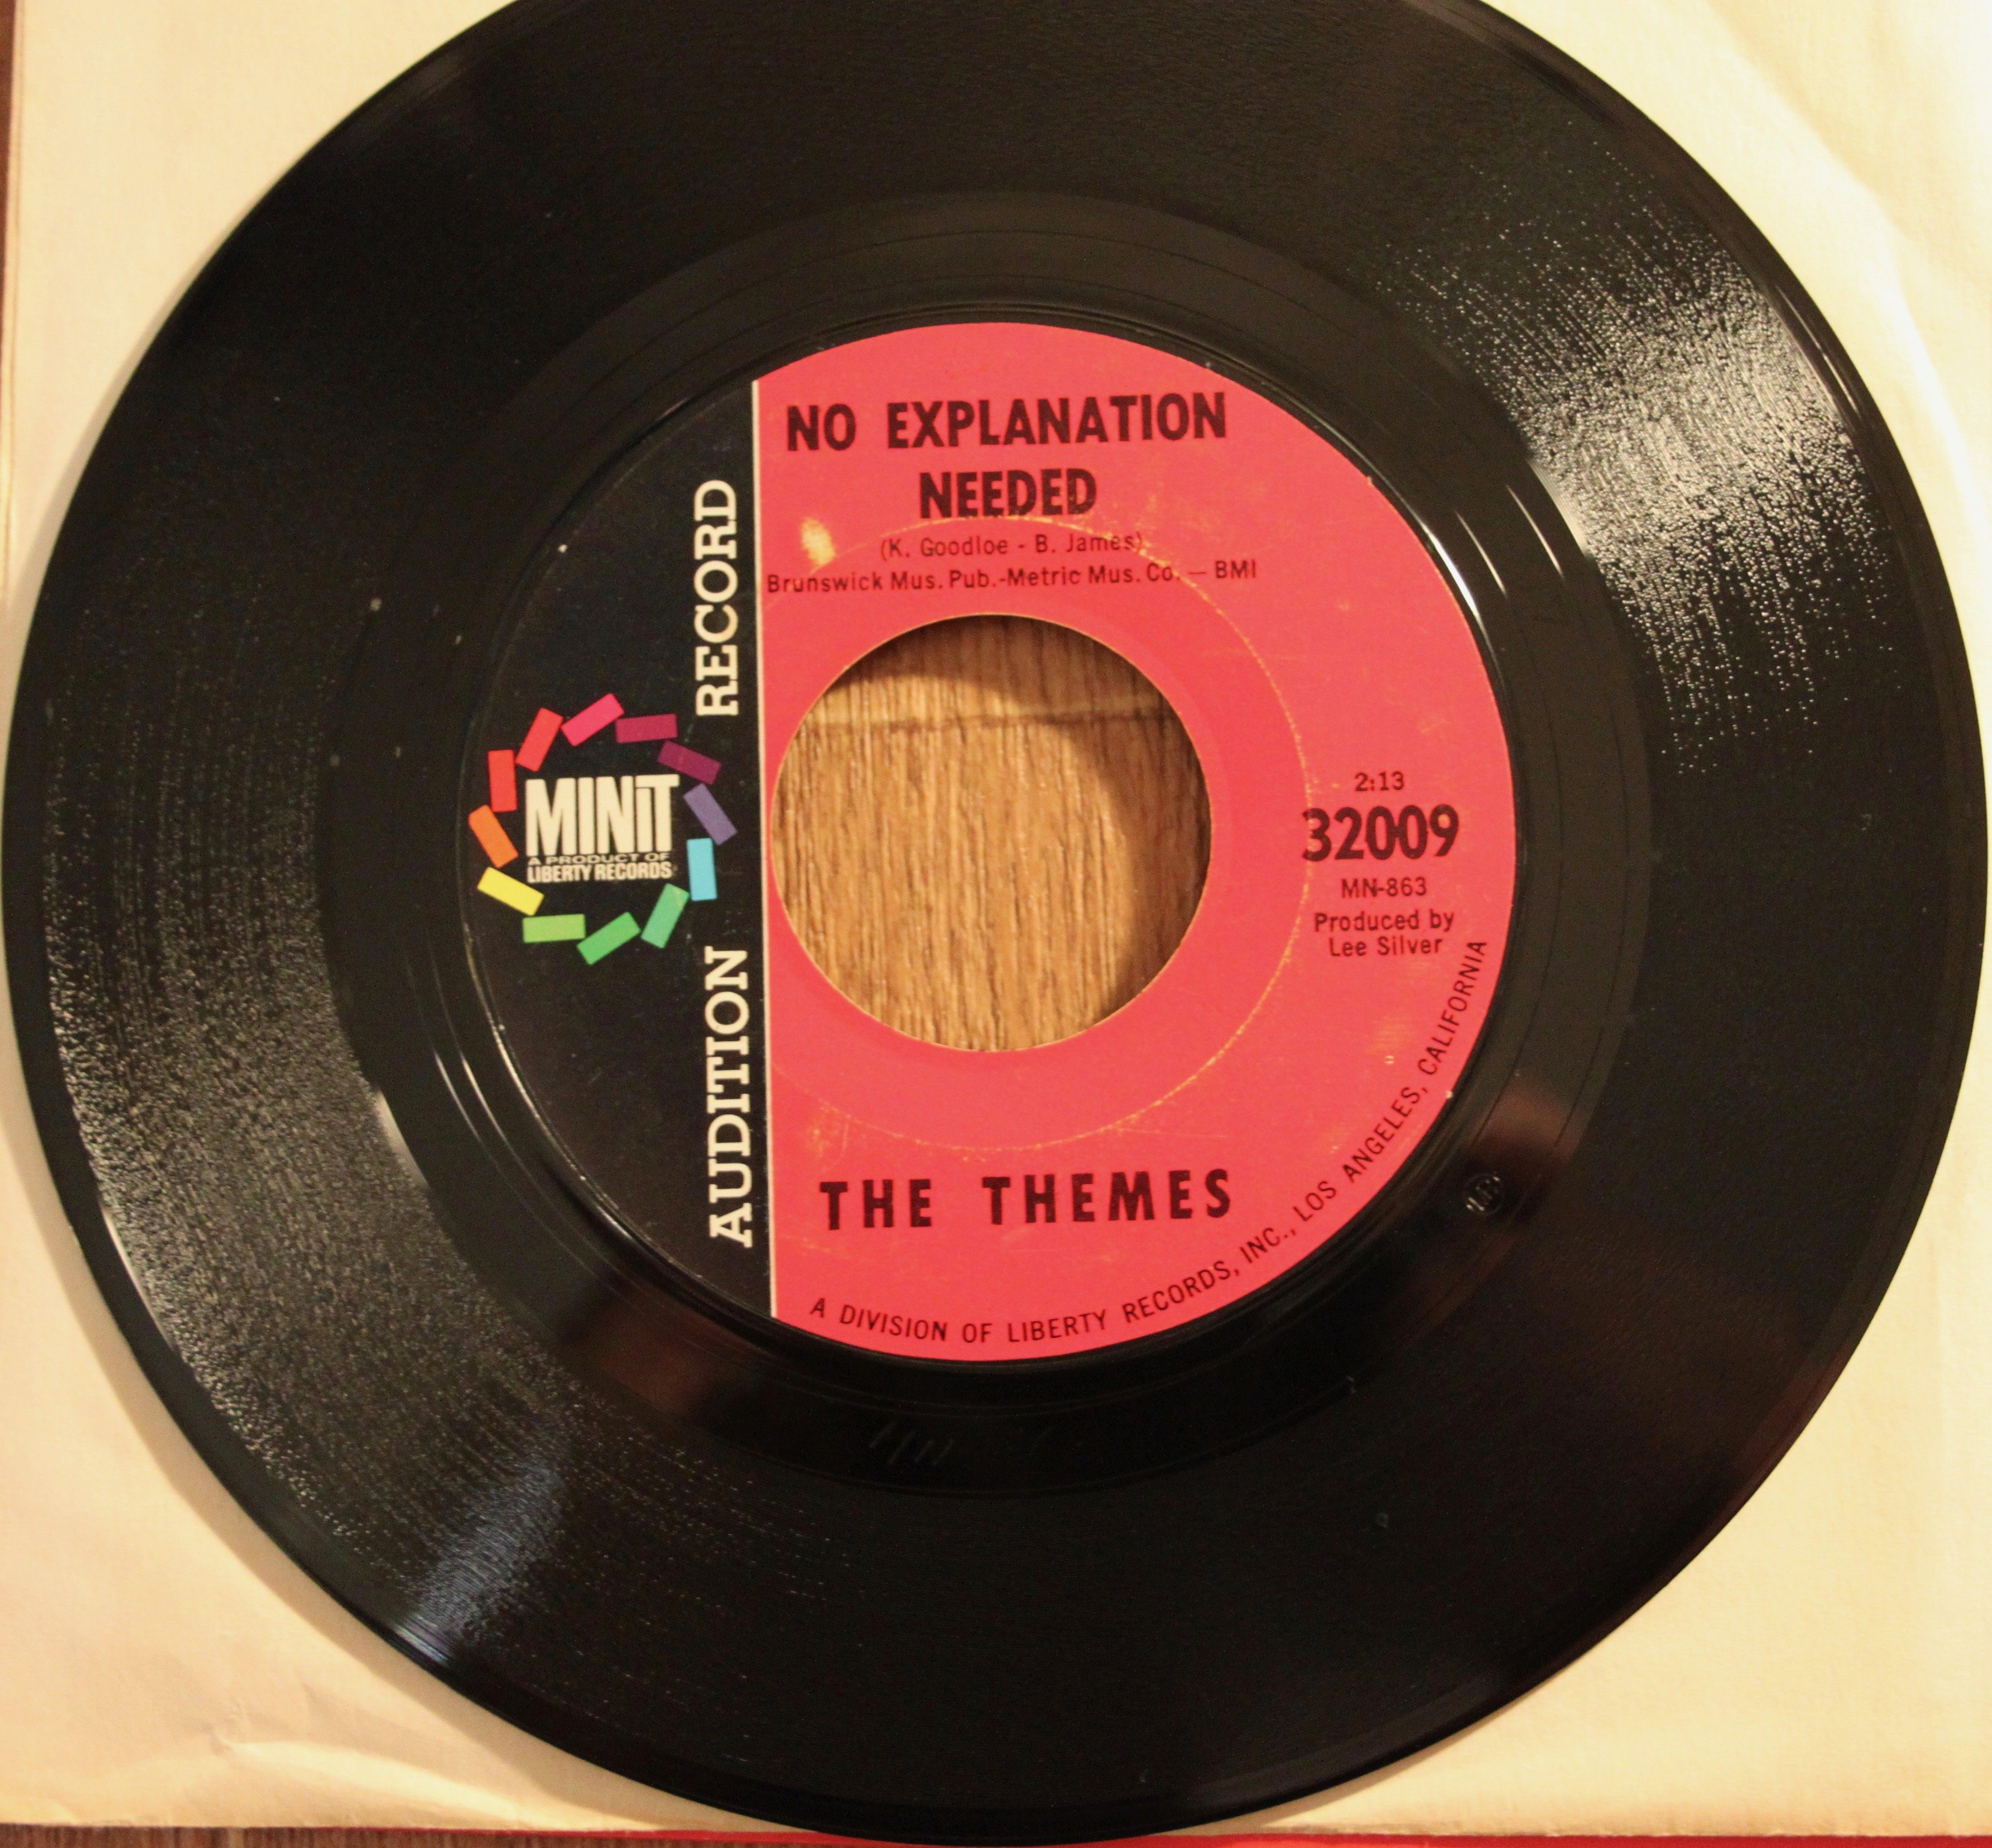 NO EXPLANATION
NEEDED
(K. Goodloe - B. James)
Brunswick Mus. Pub.-Metric Mus. Co. — BMI
RECORD
MINIT
A PRODUCT OF
LIBERTY RECORDS
AUDITION
2:13
32009
MN-863
Produced by
Lee Silver
THE THEMES
A DIVISION OF LIBERTY RECORDS, INC., LOS ANGELES, CALIFORNIA